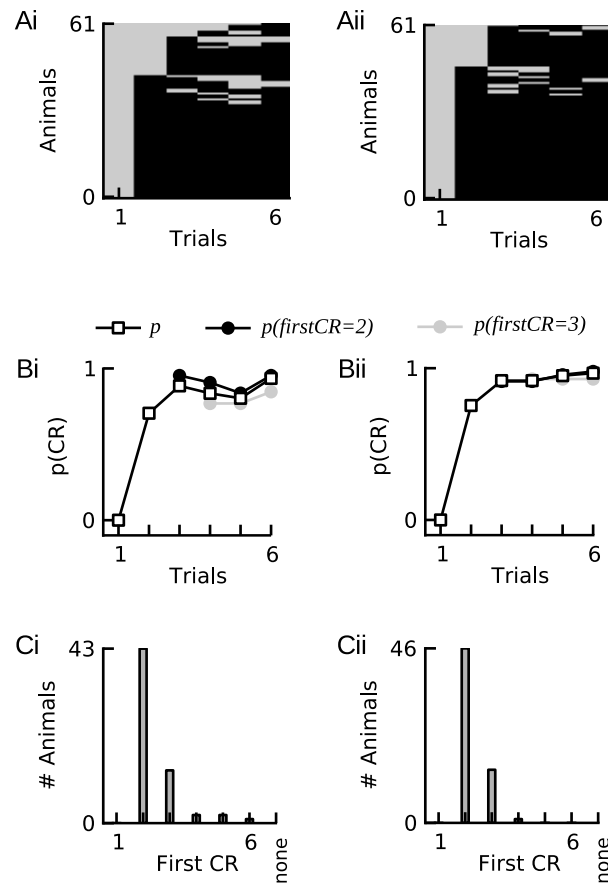 Ai
61
Animals
0
1
6
Trials
Aii
61
Animals
0
1
6
Trials
p
p(firstCR=2)
p(firstCR=3)
Bi
1
p(CR)
0
1
6
Trials
Bii
1
p(CR)
0
1
6
Trials
Ci
43
# Animals
0
1
6
none
First CR
Cii
46
# Animals
0
1
6
none
First CR